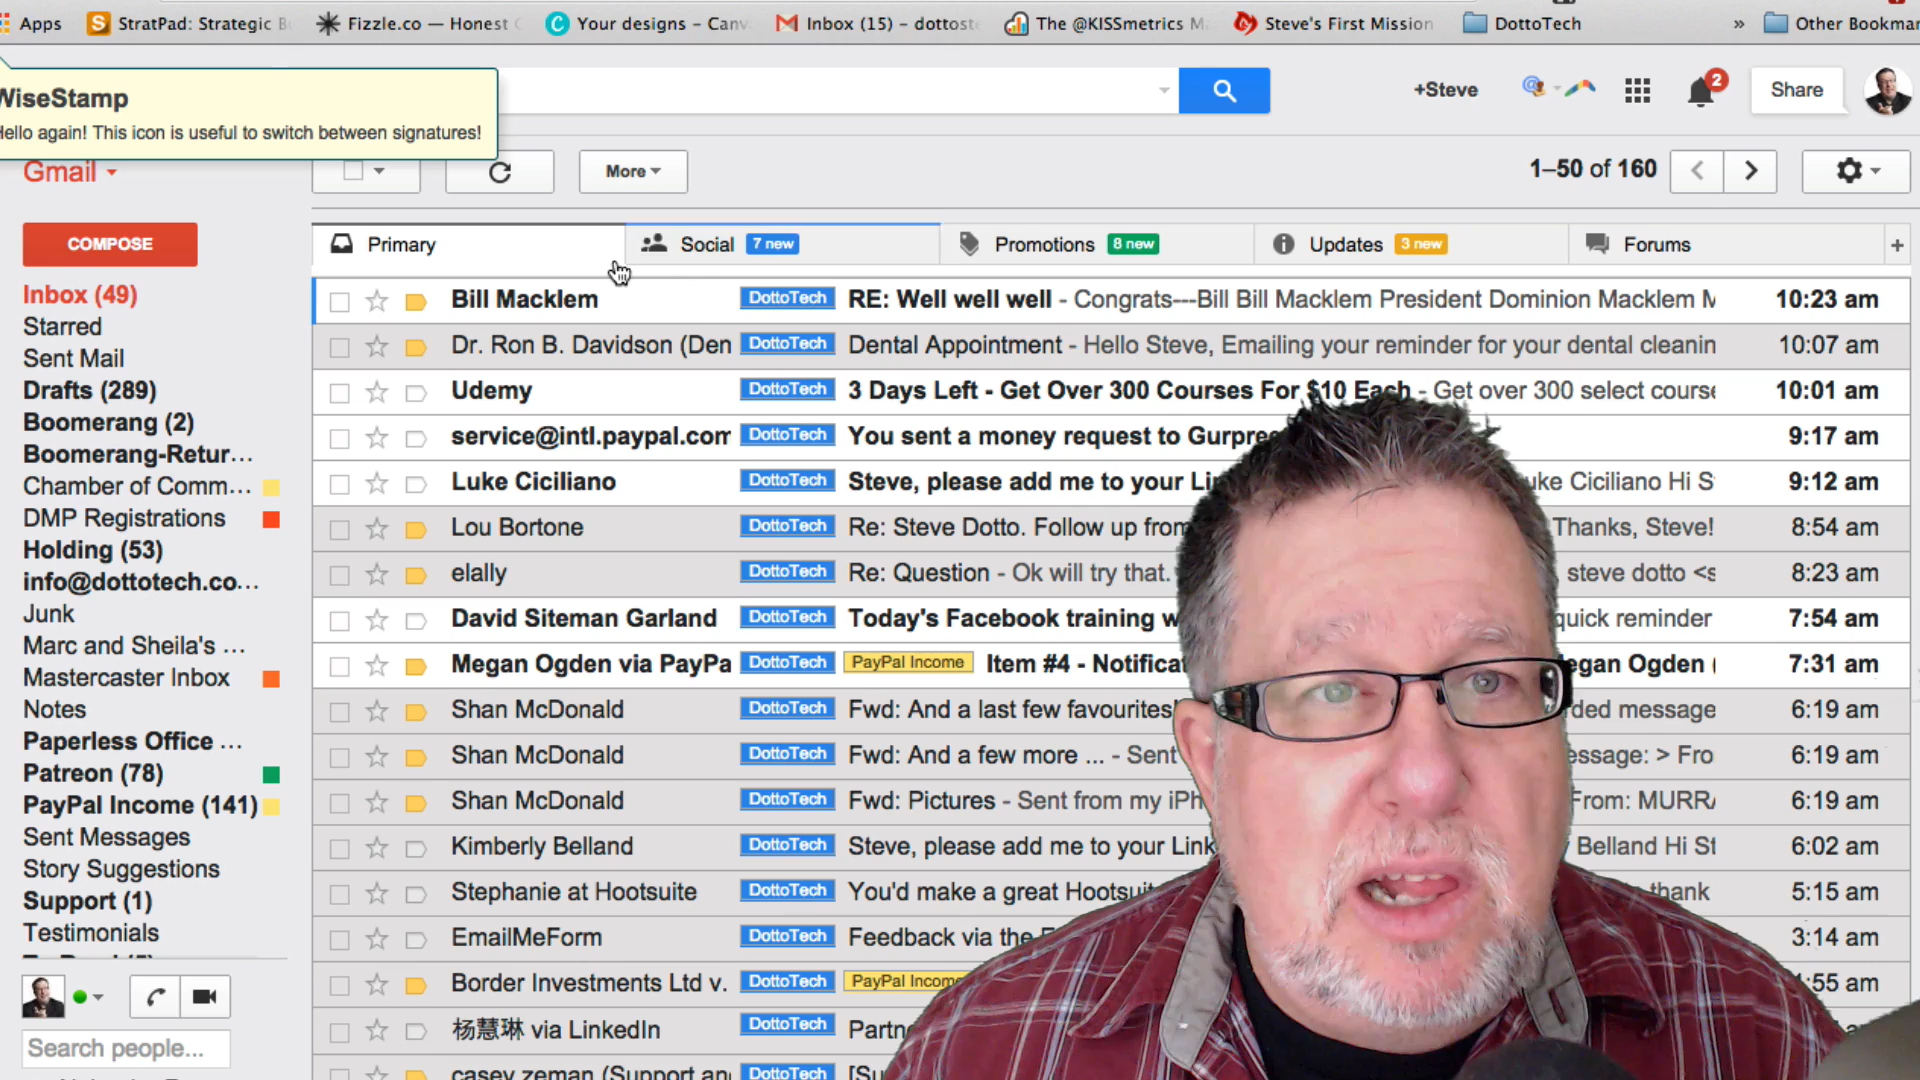 Apps StratPad: Strategic Fizzle.co — Honest Your designs – Can Inbox (15) – dottoste The @KISSmetrics M Steve's First Mission DottoTech » Other Bookmar
WiseStamp
Hello again! This icon is useful to switch between signatures!
+Steve 2 Share
Gmail More 1–50 of 160
COMPOSE
Primary Social 7 new Promotions 8 new Updates 3 new Forums +
Inbox (49)
Starred
Sent Mail
Drafts (289)
Boomerang (2)
Boomerang-Retur...
Chamber of Comm...
DMP Registrations
Holding (53)
info@dottotech.co...
Junk
Marc and Sheila's ...
Mastercaster Inbox
Notes
Paperless Office ...
Patreon (78)
PayPal Income (141)
Sent Messages
Story Suggestions
Support (1)
Testimonials
Search people...
Bill Macklem DottoTech RE: Well well well - Congrats---Bill Bill Macklem President Dominion Macklem M 10:23 am
Dr. Ron B. Davidson (Den DottoTech Dental Appointment - Hello Steve, Emailing your reminder for your dental cleanin 10:07 am
Udemy DottoTech 3 Days Left - Get Over 300 Courses For $10 Each - Get over 300 select course 10:01 am
service@intl.paypal.com DottoTech You sent a money request to Gurpre 9:17 am
Luke Ciciliano DottoTech Steve, please add me to your Li uke Ciciliano Hi S 9:12 am
Lou Bortone DottoTech Re: Steve Dotto. Follow up from Thanks, Steve! 8:54 am
elally DottoTech Re: Question - Ok will try that. steve dotto <s 8:23 am
David Siteman Garland DottoTech Today's Facebook training w quick reminder 7:54 am
Megan Ogden via PayPa DottoTech PayPal Income Item #4 - Notifica egan Ogden ( 7:31 am
Shan McDonald DottoTech Fwd: And a last few favourites! rded message 6:19 am
Shan McDonald DottoTech Fwd: And a few more ... - Sent essage: > Fro 6:19 am
Shan McDonald DottoTech Fwd: Pictures - Sent from my iPh From: MURRA 6:19 am
Kimberly Belland DottoTech Steve, please add me to your Link Belland Hi St 6:02 am
Stephanie at Hootsuite DottoTech You'd make a great Hootsuit thank 5:15 am
EmailMeForm DottoTech Feedback via the 3:14 am
Border Investments Ltd v. DottoTech PayPal Incom :55 am
杨慧琳 via LinkedIn DottoTech Partn
casey zeman (Support an DottoTech [Su